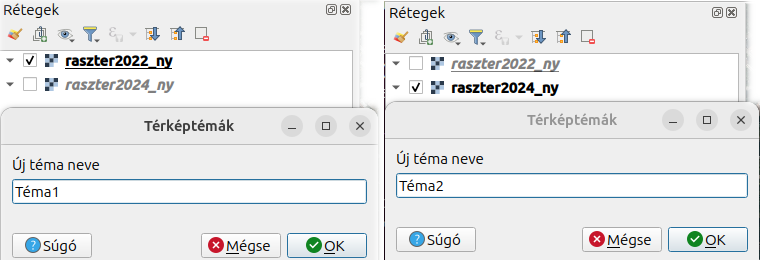 Rétegek
raszter2022_ny
raszter2024_ny
Térképtémák
Új téma neve
Téma1
Súgó
Mégse
OK
Rétegek
raszter2022_ny
raszter2024_ny
Térképtémák
Új téma neve
Téma2
Súgó
Mégse
OK